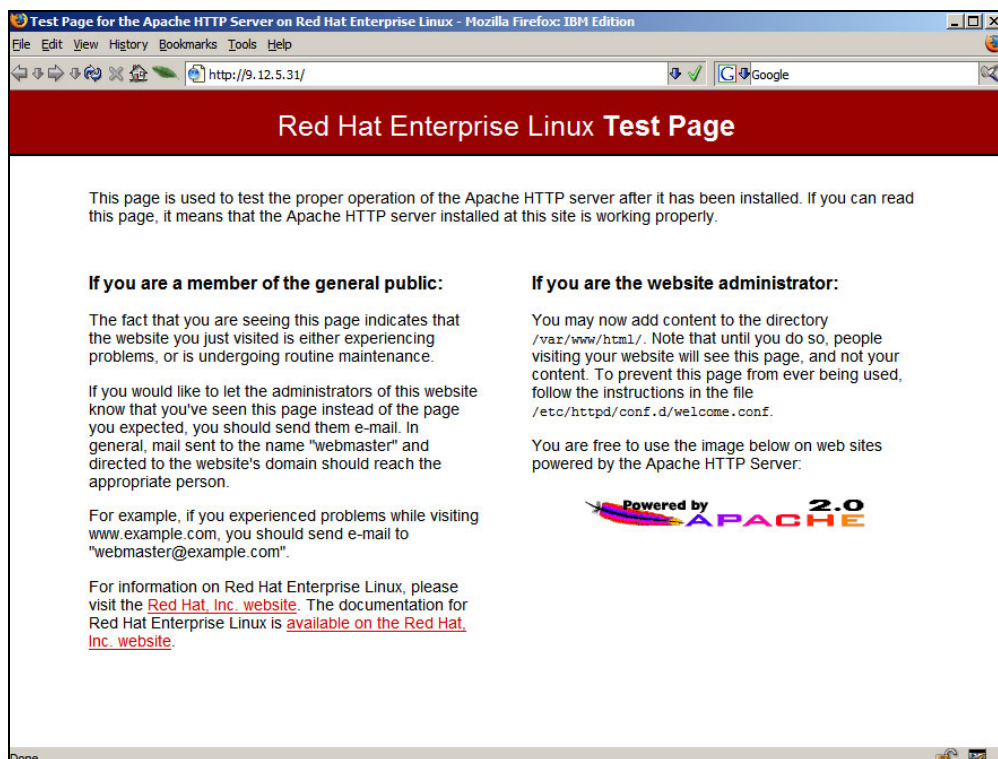 Test Page for the Apache HTTP Server on Red Hat Enterprise Linux - Mozilla Firefox: IBM Edition
File Edit View History Bookmarks Tools Help
http://9.12.5.31/
G Google
Red Hat Enterprise Linux Test Page
This page is used to test the proper operation of the Apache HTTP server after it has been installed. If you can read
this page, it means that the Apache HTTP server installed at this site is working properly.
If you are a member of the general public:
The fact that you are seeing this page indicates that
the website you just visited is either experiencing
problems, or is undergoing routine maintenance.
If you would like to let the administrators of this website
know that you've seen this page instead of the page
you expected, you should send them e-mail. In
general, mail sent to the name "webmaster" and
directed to the website's domain should reach the
appropriate person.
For example, if you experienced problems while visiting
www.example.com, you should send e-mail to
"webmaster@example.com".
For information on Red Hat Enterprise Linux, please
visit the Red Hat, Inc. website. The documentation for
Red Hat Enterprise Linux is available on the Red Hat,
Inc. website.
If you are the website administrator:
You may now add content to the directory
/var/www/html/. Note that until you do so, people
visiting your website will see this page, and not your
content. To prevent this page from ever being used,
follow the instructions in the file
/etc/httpd/conf.d/welcome.conf.
You are free to use the image below on web sites
powered by the Apache HTTP Server:
Powered by 2.0
APACHE
Done